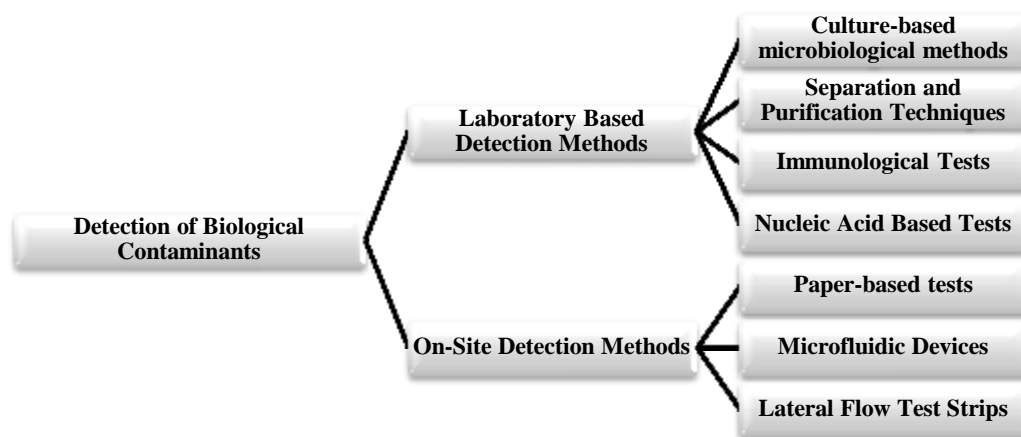 Detection of Biological
Contaminants
Laboratory Based
Detection Methods
Culture-based
microbiological methods
Separation and
Purification Techniques
Immunological Tests
Nucleic Acid Based Tests
On-Site Detection Methods
Paper-based tests
Microfluidic Devices
Lateral Flow Test Strips